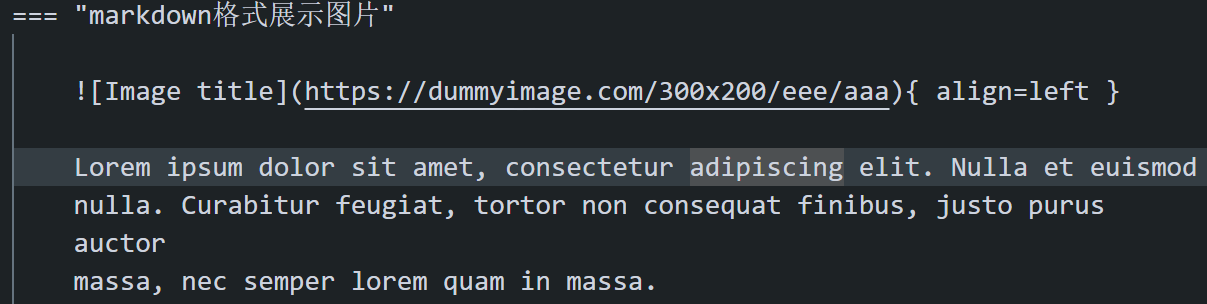 === "markdown格式展示图片"
![Image title](https://dummyimage.com/300x200/eee/aaa){ align=left }
Lorem ipsum dolor sit amet, consectetur adipiscing elit. Nulla et euismod
nulla. Curabitur feugiat, tortor non consequat finibus, justo purus
auctor
massa, nec semper lorem quam in massa.